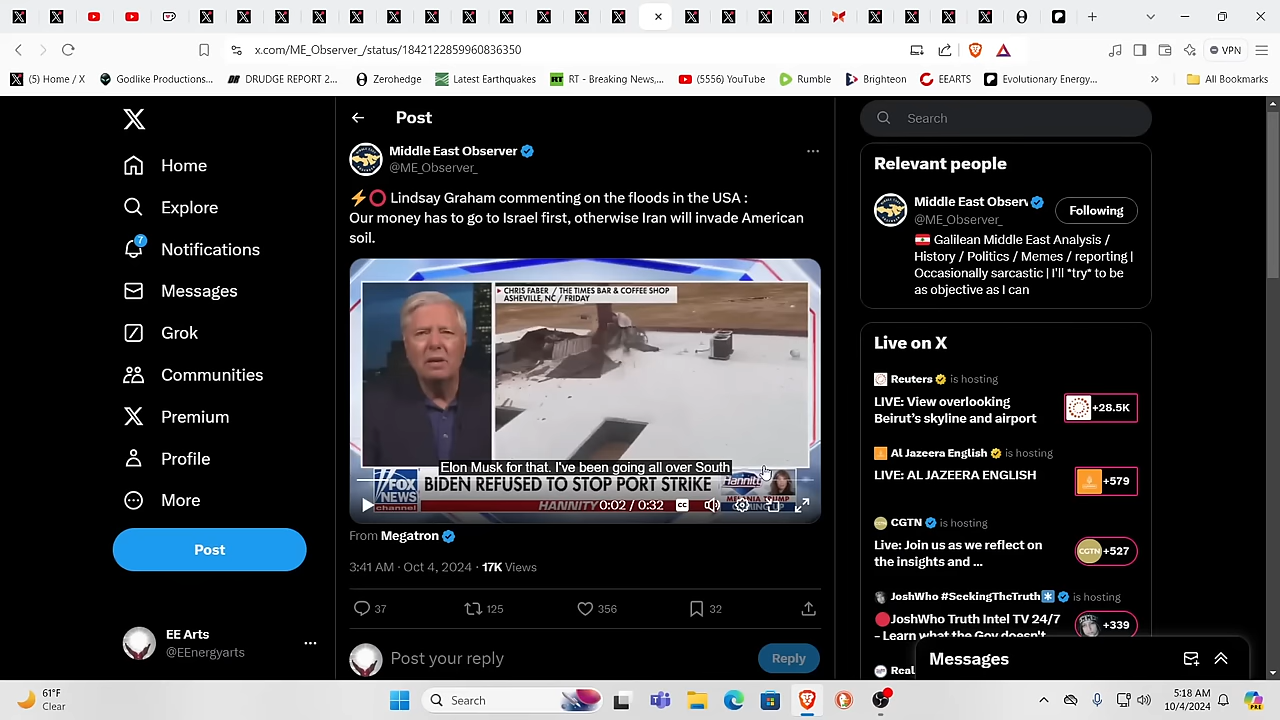 x.com/ME_Observer_/status/1842122859960836350
VPN
(5) Home / X
Godlike Productions...
DRUDGE REPORT 2...
Zerohedge
Latest Earthquakes
RT - Breaking News,...
(5556) YouTube
Rumble
Brighteon
EEARTS
Evolutionary Energy...
All Bookmarks
Home
Explore
7
Notifications
Messages
Grok
Communities
Premium
Profile
More
Post
EE Arts
@EEnergyarts
Post
Middle East Observer
@ME_Observer_
Lindsay Graham commenting on the floods in the USA :
Our money has to go to Israel first, otherwise Iran will invade American
soil.
CHRIS FABER / THE TIMES BAR & COFFEE SHOP
ASHEVILLE, NC / FRIDAY
Elon Musk for that. I've been going all over South
FOX
NEWS
channel
BIDEN REFUSED TO STOP PORT STRIKE
HANNITY
Hannity
MELANIA TRUMP
COMING UP
0:02 / 0:32
CC
From Megatron
3:41 AM · Oct 4, 2024 · 17K Views
37
125
356
32
Post your reply
Reply
Search
Relevant people
Middle East Observ
@ME_Observer_
Following
Galilean Middle East Analysis /
History / Politics / Memes / reporting |
Occasionally sarcastic | I'll *try* to be
as objective as I can
Live on X
Reuters is hosting
LIVE: View overlooking
Beirut's skyline and airport
+28.5K
Al Jazeera English is hosting
LIVE: AL JAZEERA ENGLISH
+579
CGTN is hosting
Live: Join us as we reflect on
the insights and ...
CGTN
+527
JoshWho #SeekingTheTruth is hosting
JoshWho Truth Intel TV 24/7
– Learn what the Gov doesn't
+339
Real
Messages
61°F
Clear
Search
5:18 AM
10/4/2024